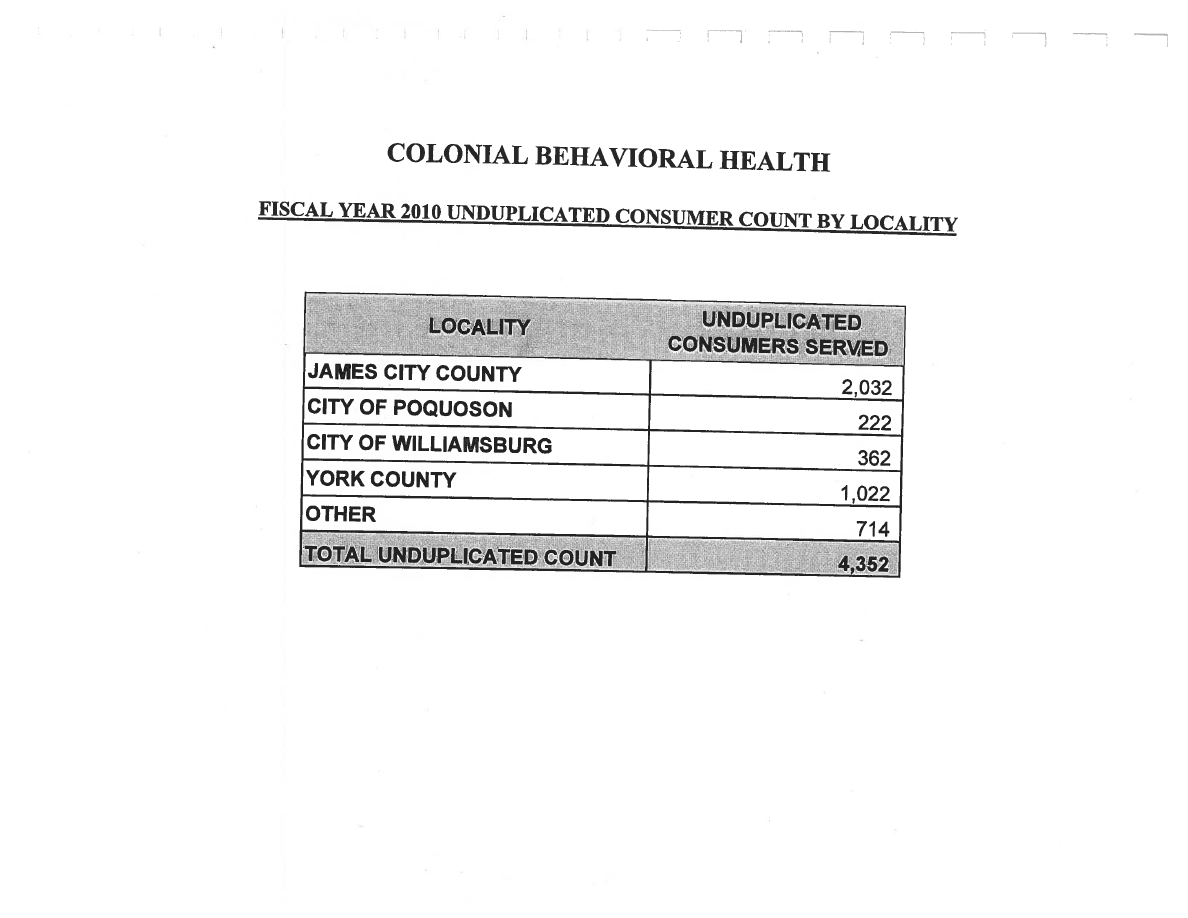 COLONIAL BEHAVIORAL HEALTH
FISCAL YEAR 2010 UNDUPLICATED CONSUMER COUNT BY LOCALITY
LOCALITY
UNDUPLICATED
CONSUMERS SERVED
JAMES CITY COUNTY 2,032
CITY OF POQUOSON 222
CITY OF WILLIAMSBURG 362
YORK COUNTY 1,022
OTHER 714
TOTAL UNDUPLICATED COUNT 4,352